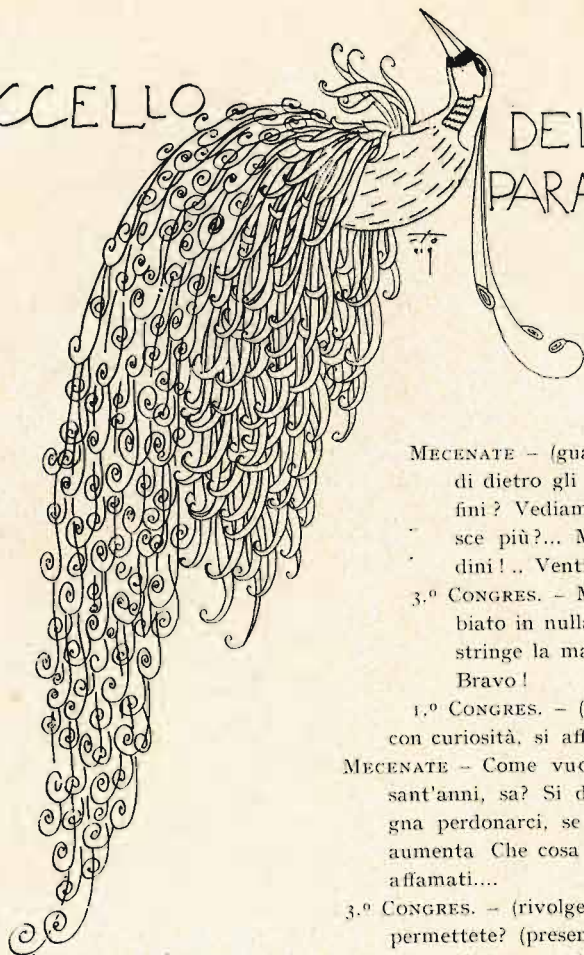 CCELLO
DEL
PARA
MECENATE – (gua
di dietro gli
fini? Vediam
sce più?... M
dini!.. Vent
3.º CONGRES. – M
biato in nulla
stringe la ma
Bravo!
1.º CONGRES. – (
con curiosità, si aff
MECENATE – Come vuo
sant'anni, sa? Si d
gna perdonarci, se
aumenta Che cosa
affamati....
3.º CONGRES. – (rivolge
permettete? (presen